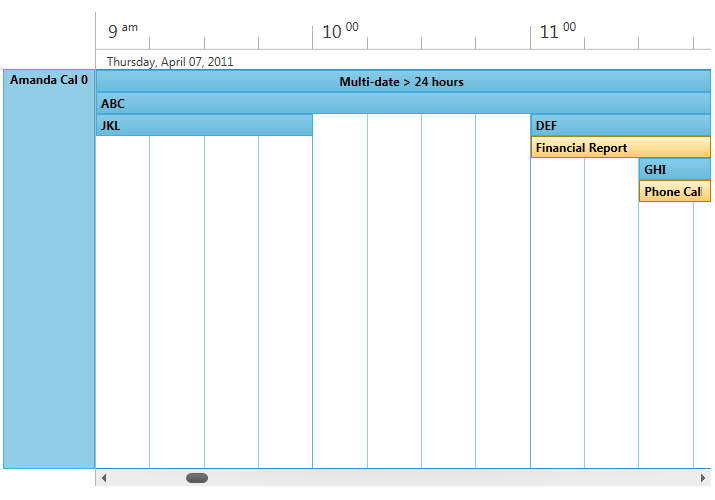 9 am 10 00 11 00
Thursday, April 07, 2011
Amanda Cal 0
Multi-date > 24 hours
ABC
JKL DEF
Financial Report
GHI
Phone Call